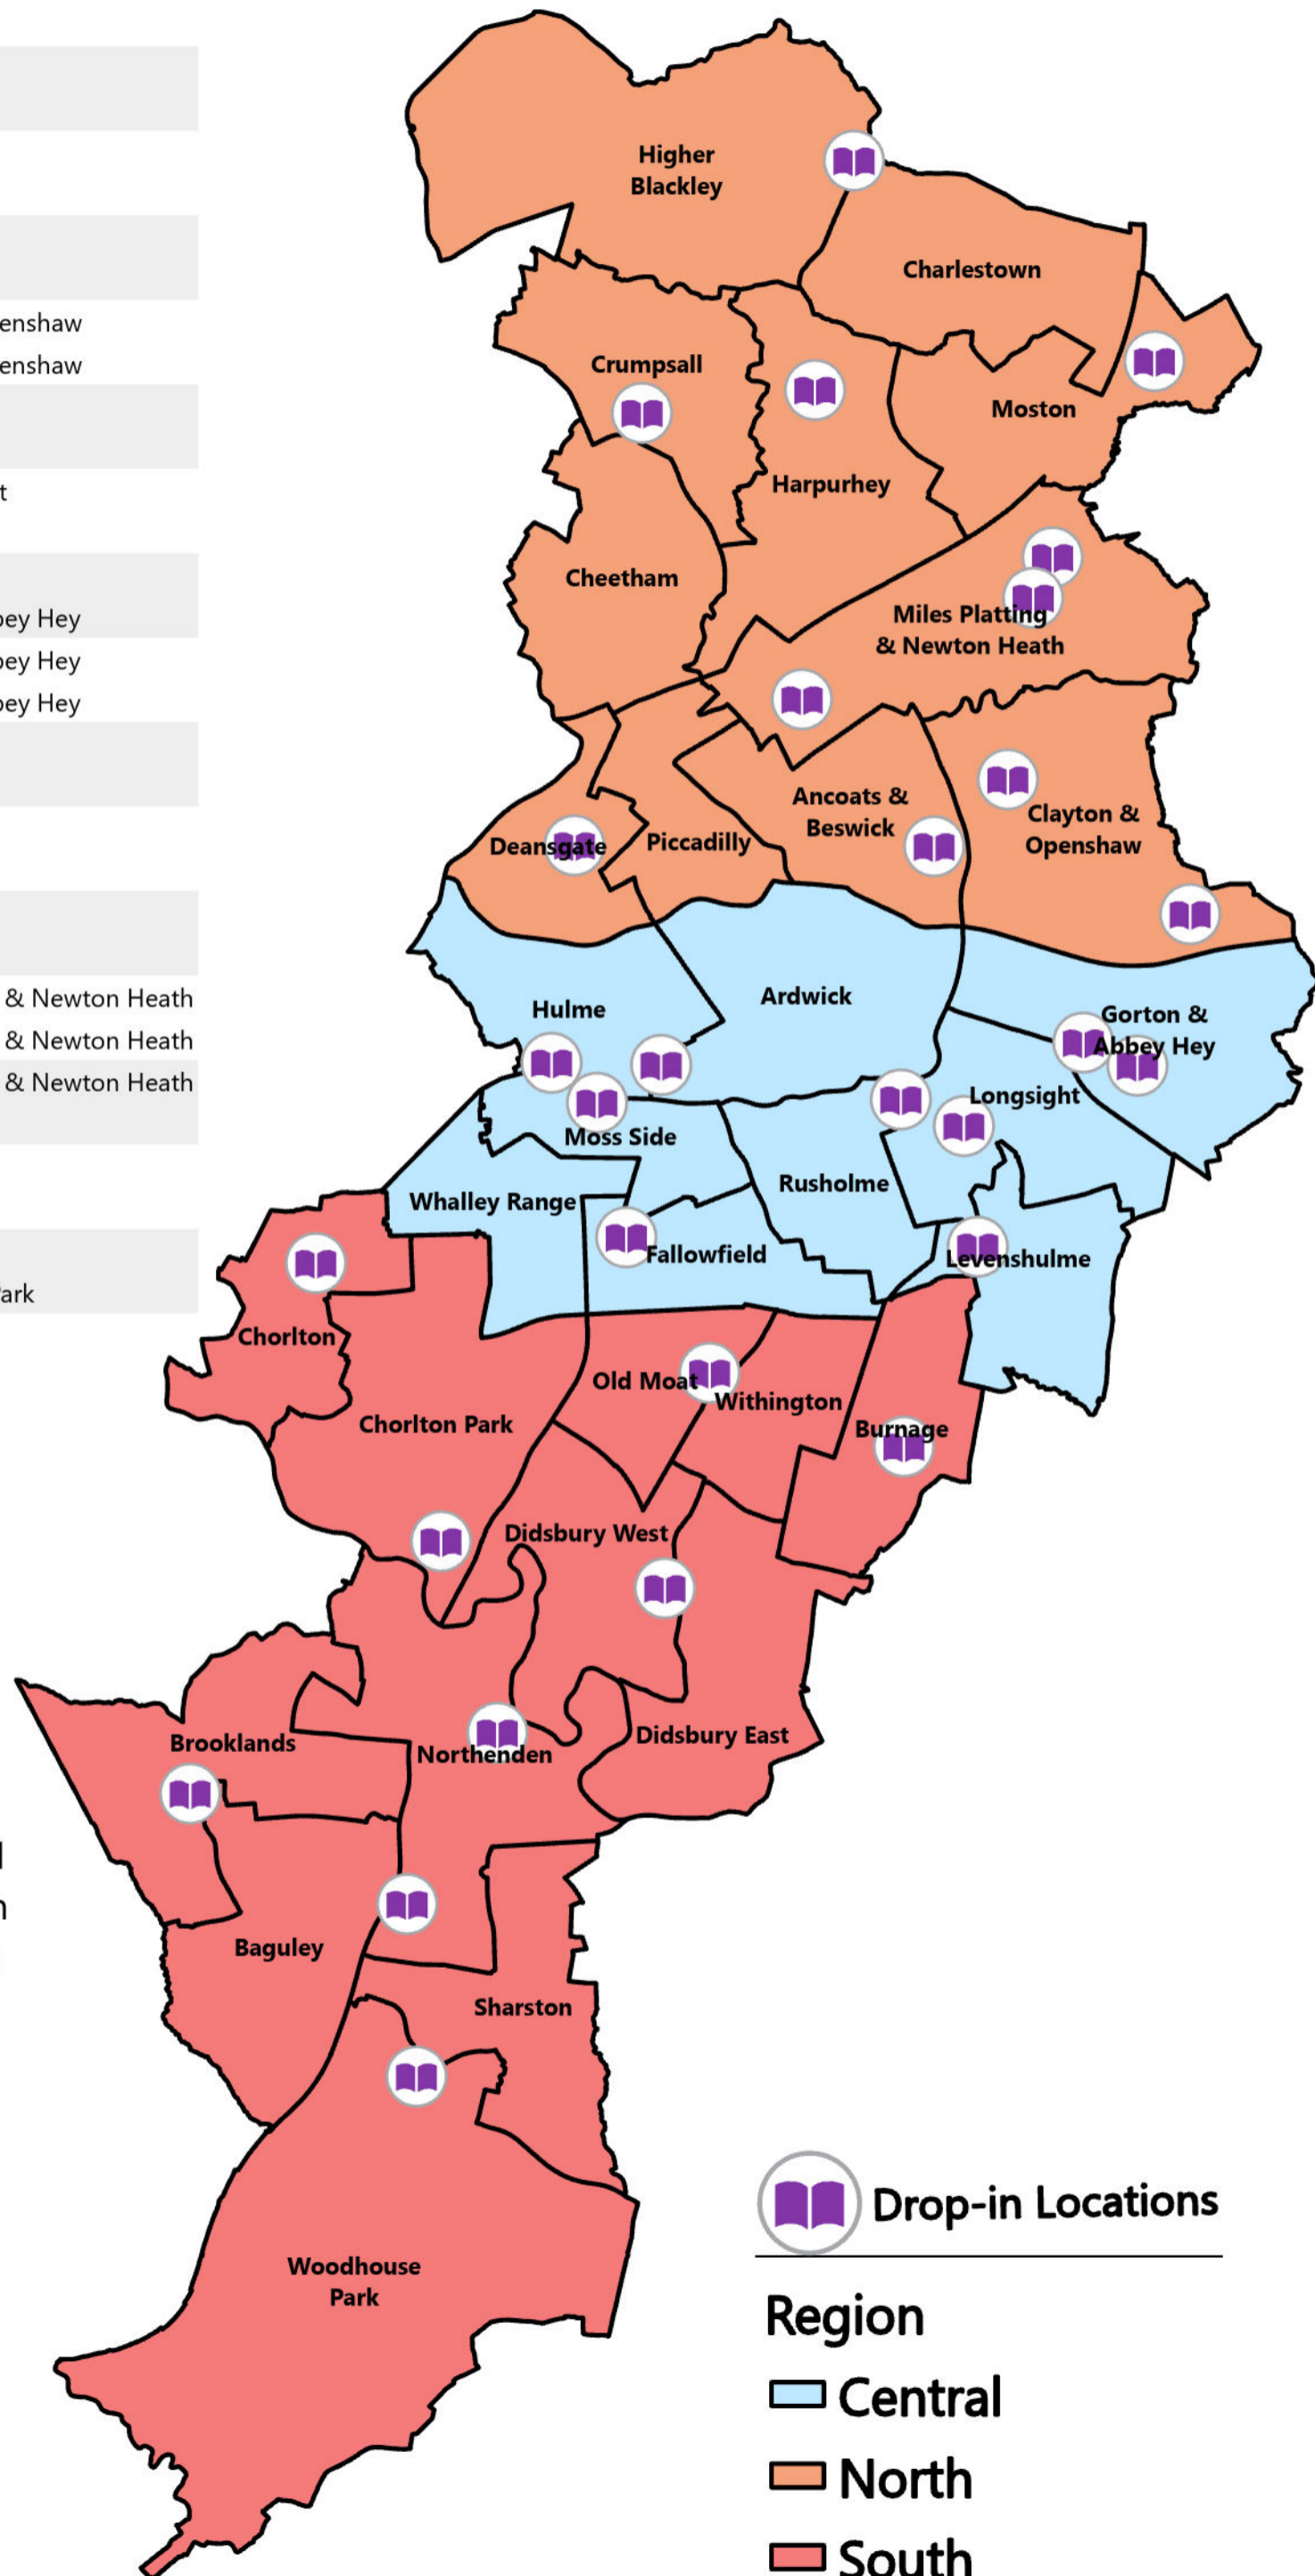 enshaw
enshaw
t
bey Hey
bey Hey
bey Hey
& Newton Heath
& Newton Heath
& Newton Heath
ark
Higher
Blackley
Charlestown
Crumpsall
Moston
Harpurhey
Cheetham
Miles Platting
& Newton Heath
Ancoats &
Beswick
Clayton &
Openshaw
Deansgate
Piccadilly
Hulme
Ardwick
Gorton &
Abbey Hey
Longsight
Moss Side
Rusholme
Whalley Range
Fallowfield
Levenshulme
Chorlton
Old Moat
Withington
Chorlton Park
Burnage
Didsbury West
Brooklands
Northenden
Didsbury East
Baguley
Sharston
Woodhouse
Park
Drop-in Locations
Region
Central
North
South